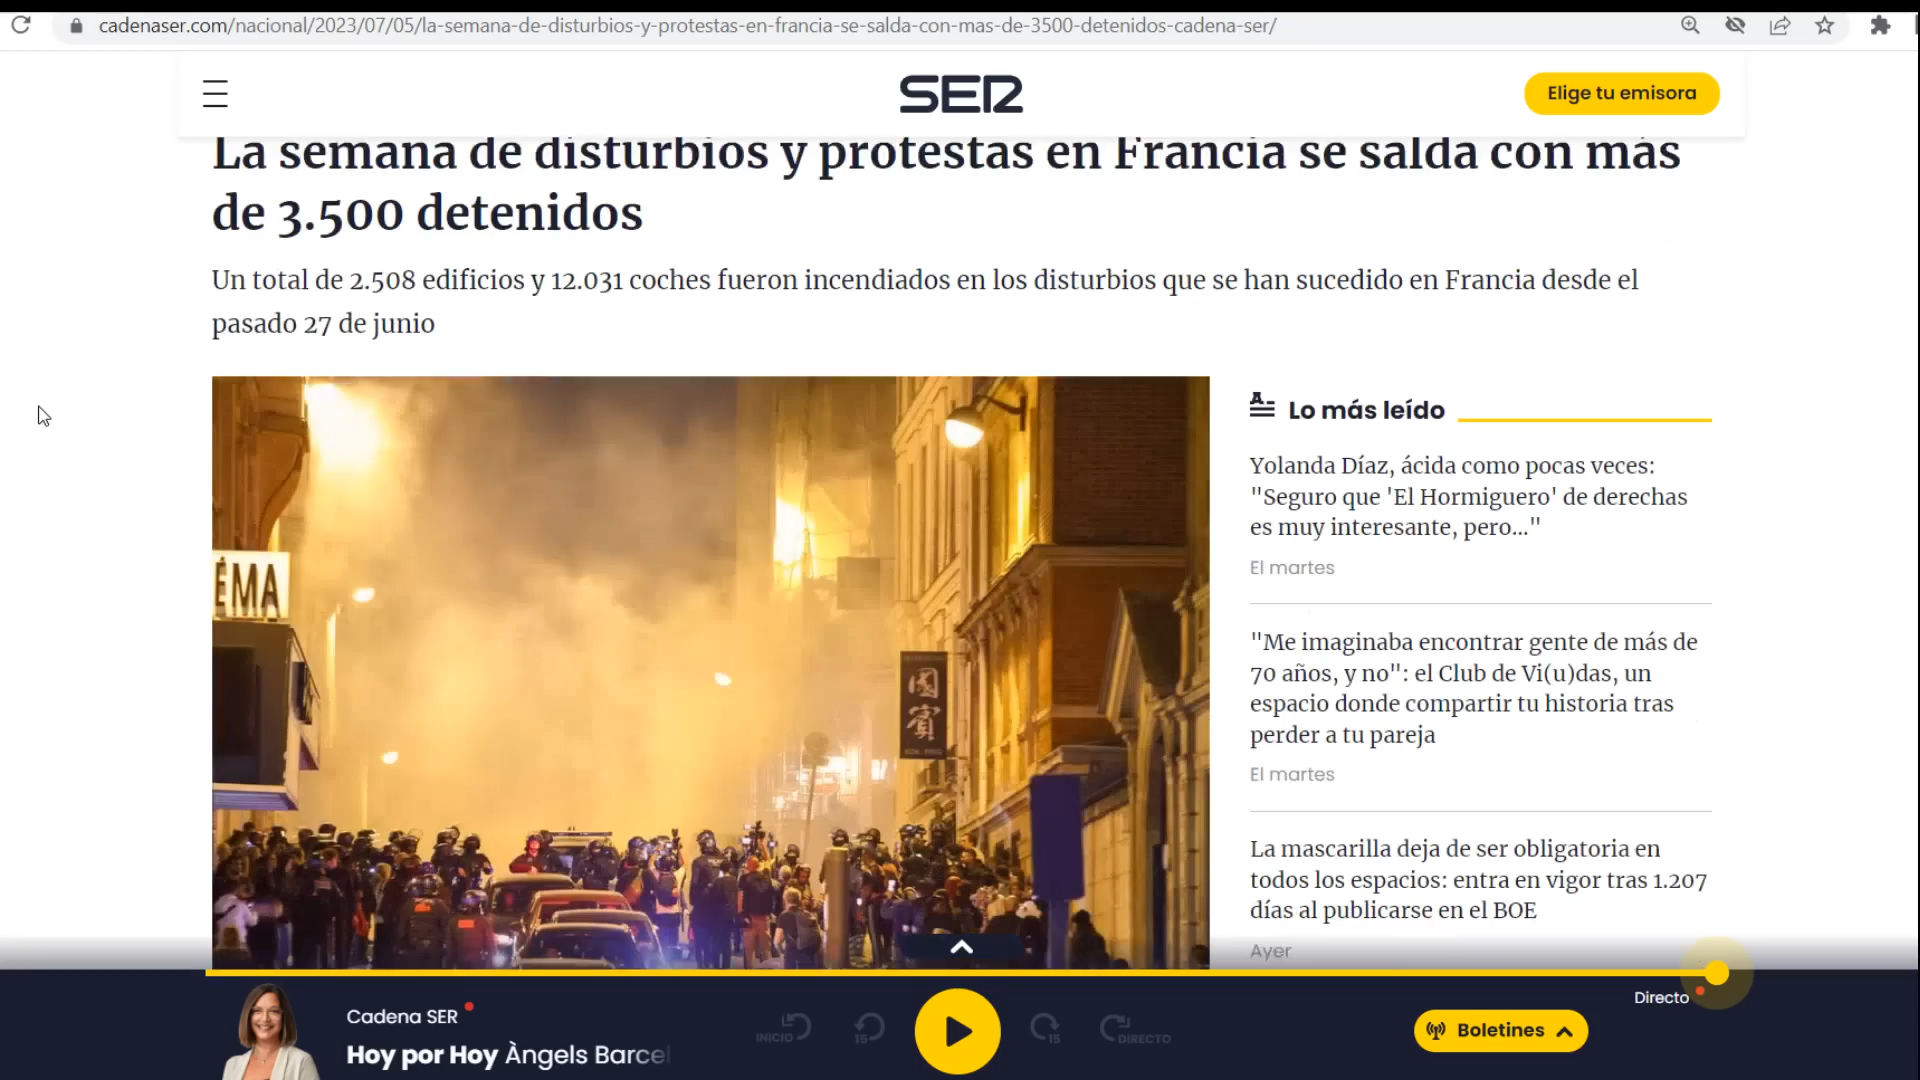 cadenaser.com/nacional/2023/07/05/la-semana-de-disturbios-y-protestas-en-francia-se-salda-con-mas-de-3500-detenidos-cadena-ser/
SER
Elige tu emisora
La semana de disturbios y protestas en Francia se salda con más
de 3.500 detenidos
Un total de 2.508 edificios y 12.031 coches fueron incendiados en los disturbios que se han sucedido en Francia desde el
pasado 27 de junio
Lo más leído
Yolanda Díaz, ácida como pocas veces:
"Seguro que 'El Hormiguero' de derechas
es muy interesante, pero..."
El martes
"Me imaginaba encontrar gente de más de
70 años, y no": el Club de Vi(u)das, un
espacio donde compartir tu historia tras
perder a tu pareja
El martes
La mascarilla deja de ser obligatoria en
todos los espacios: entra en vigor tras 1.207
días al publicarse en el BOE
Ayer
ÉMA
國
賓
Directo
Cadena SER
Hoy por Hoy Àngels Barcel
INICIO
15
15
DIRECTO
Boletines